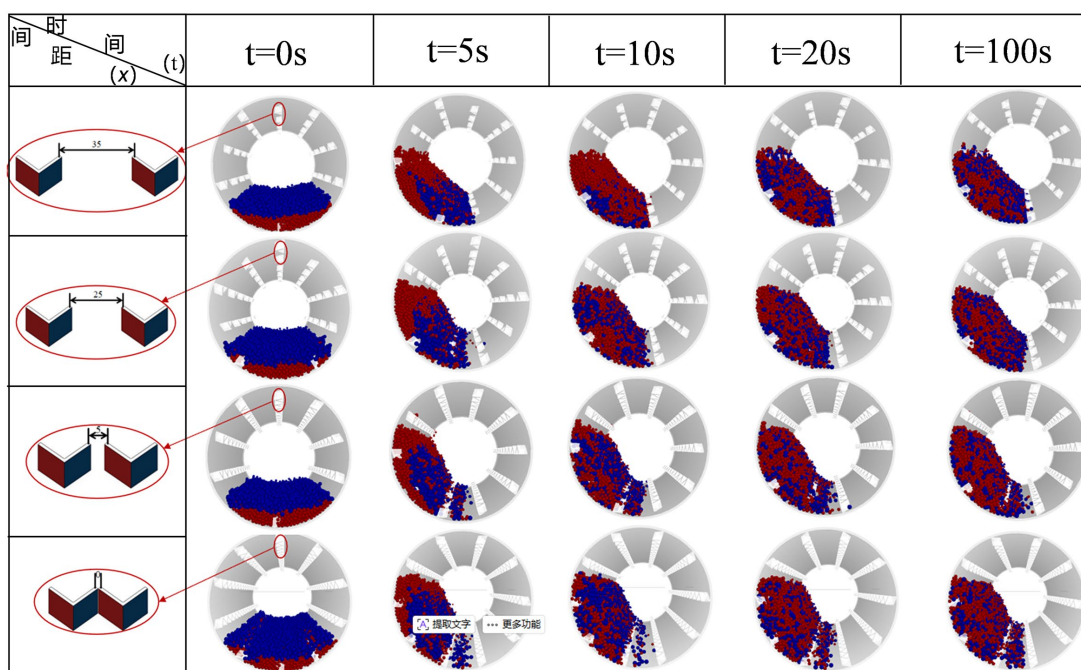 时 间 (t)
间 距 (x)
t=0s
t=5s
t=10s
t=20s
t=100s
35
25
5
0
提取文字
更多功能